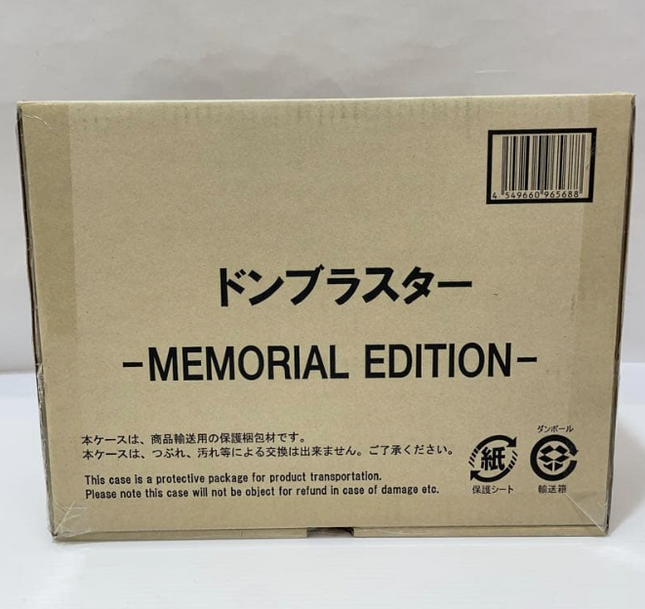 4 549660 965688
ドンブラスター
-MEMORIAL EDITION-
本ケースは、商品輸送用の保護梱包材です。
本ケースは、つぶれ、汚れ等による交換は出来ません。ご了承ください。
This case is a protective package for product transportation.
Please note this case will not be object for refund in case of damage etc.
紙
保護シート
ダンボール
輸送箱